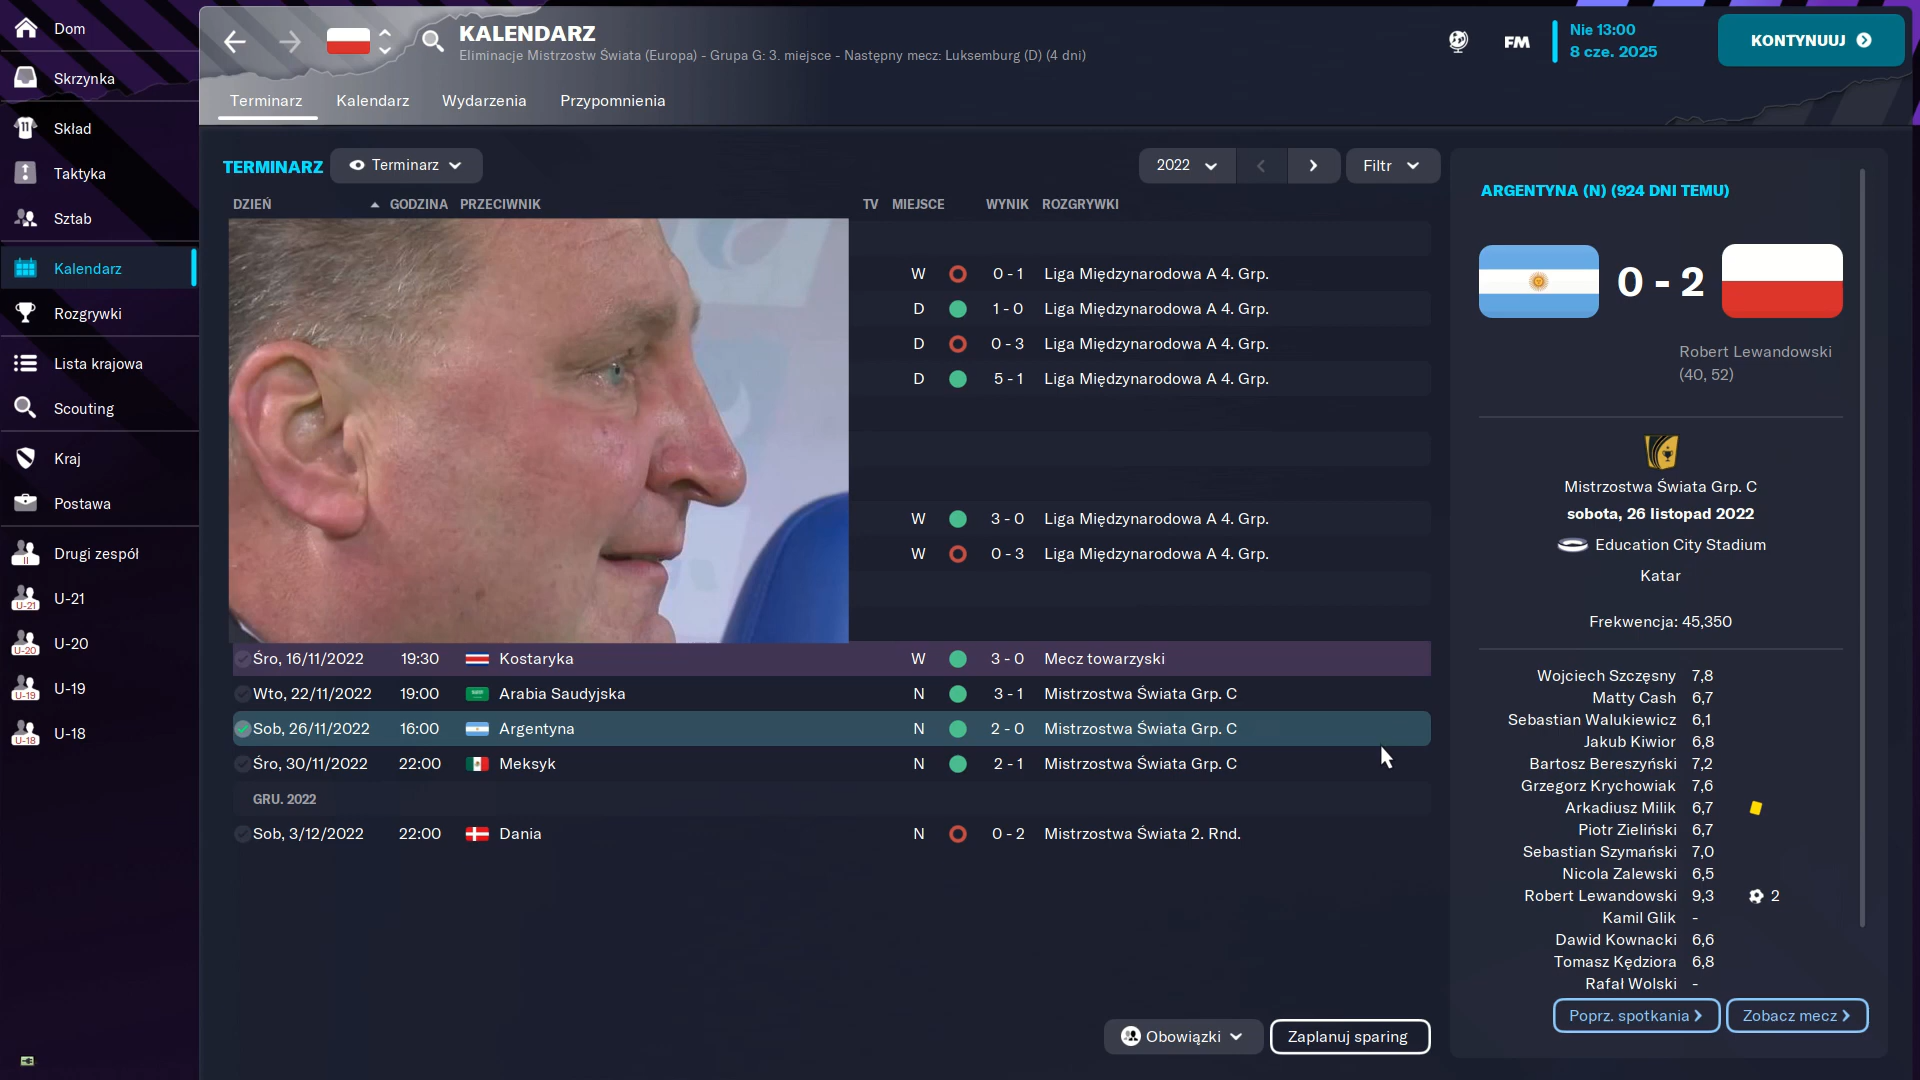 Dom
Skrzynka
Skład
Taktyka
Sztab
Kalendarz
Rozgrywki
Lista krajowa
Scouting
Kraj
Postawa
Drugi zespół
U-21
U-21
U-20
U-20
U-19
U-19
U-18
U-18
KALENDARZ
Eliminacje Mistrzostw Świata (Europa) - Grupa G: 3. miejsce - Następny mecz: Luksemburg (D) (4 dni)
FM
Nie 13:00
8 cze. 2025
KONTYNUUJ
Terminarz Kalendarz Wydarzenia Przypomnienia
TERMINARZ Terminarz 2022 Filtr
DZIEŃ GODZINA PRZECIWNIK TV MIEJSCE WYNIK ROZGRYWKI
W 0 - 1 Liga Międzynarodowa A 4. Grp.
D 1 - 0 Liga Międzynarodowa A 4. Grp.
D 0 - 3 Liga Międzynarodowa A 4. Grp.
D 5 - 1 Liga Międzynarodowa A 4. Grp.
W 3 - 0 Liga Międzynarodowa A 4. Grp.
W 0 - 3 Liga Międzynarodowa A 4. Grp.
Śro, 16/11/2022 19:30 Kostaryka W 3 - 0 Mecz towarzyski
Wto, 22/11/2022 19:00 Arabia Saudyjska N 3 - 1 Mistrzostwa Świata Grp. C
Sob, 26/11/2022 16:00 Argentyna N 2 - 0 Mistrzostwa Świata Grp. C
Śro, 30/11/2022 22:00 Meksyk N 2 - 1 Mistrzostwa Świata Grp. C
GRU. 2022
Sob, 3/12/2022 22:00 Dania N 0 - 2 Mistrzostwa Świata 2. Rnd.
Obowiązki Zaplanuj sparing
ARGENTYNA (N) (924 DNI TEMU)
0 - 2
Robert Lewandowski
(40, 52)
Mistrzostwa Świata Grp. C
sobota, 26 listopad 2022
Education City Stadium
Katar
Frekwencja: 45,350
Wojciech Szczęsny 7,8
Matty Cash 6,7
Sebastian Walukiewicz 6,1
Jakub Kiwior 6,8
Bartosz Bereszyński 7,2
Grzegorz Krychowiak 7,6
Arkadiusz Milik 6,7
Piotr Zieliński 6,7
Sebastian Szymański 7,0
Nicola Zalewski 6,5
Robert Lewandowski 9,3 2
Kamil Glik -
Dawid Kownacki 6,6
Tomasz Kędziora 6,8
Rafał Wolski -
Poprz. spotkania Zobacz mecz